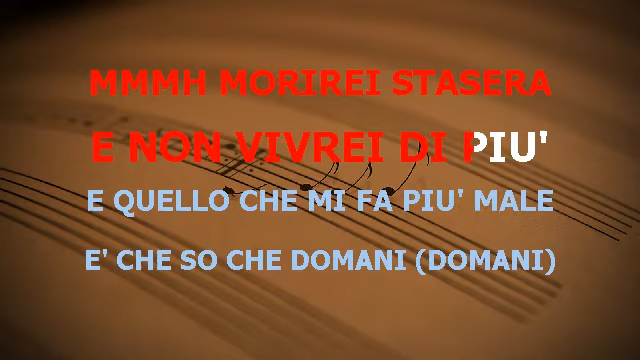 MMMH MORIREI STASERA
E NON VIVREI DI PIU'
E QUELLO CHE MI FA PIU' MALE
E' CHE SO CHE DOMANI (DOMANI)